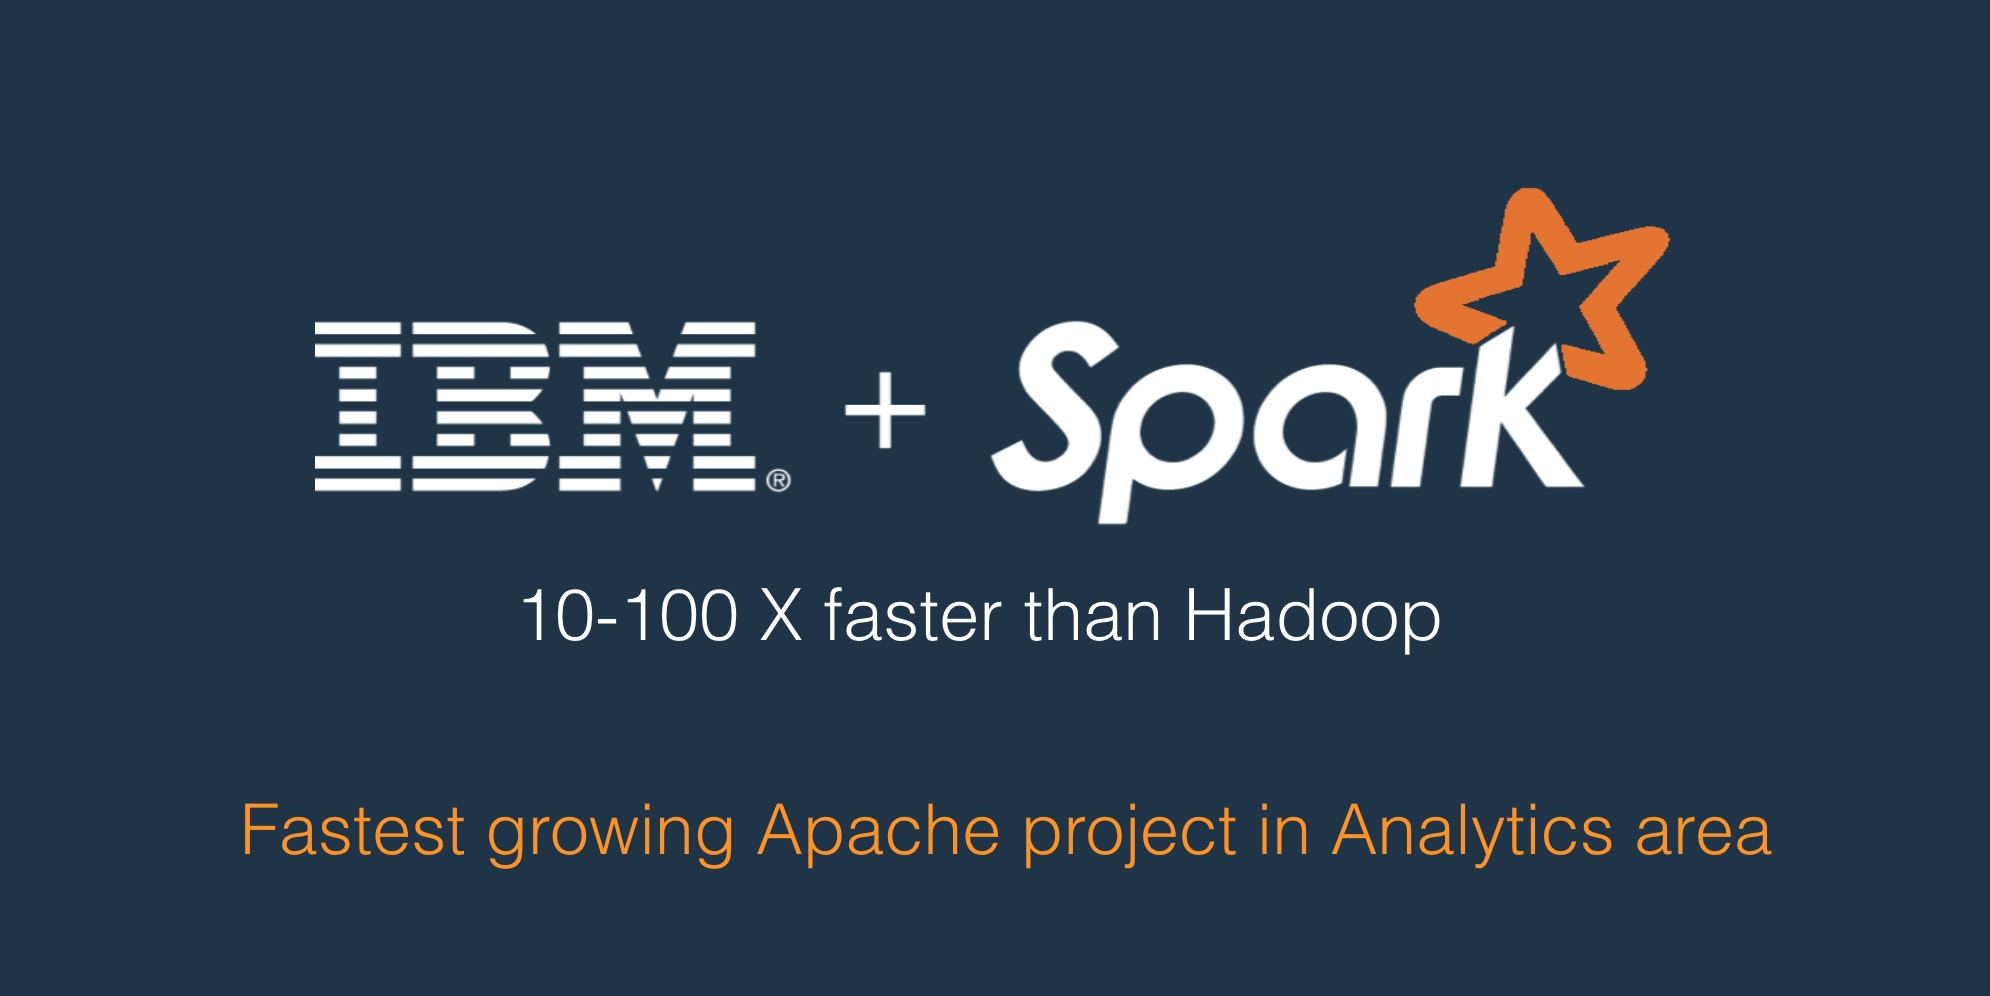 IBM® + Spark
10-100 X faster than Hadoop
Fastest growing Apache project in Analytics area